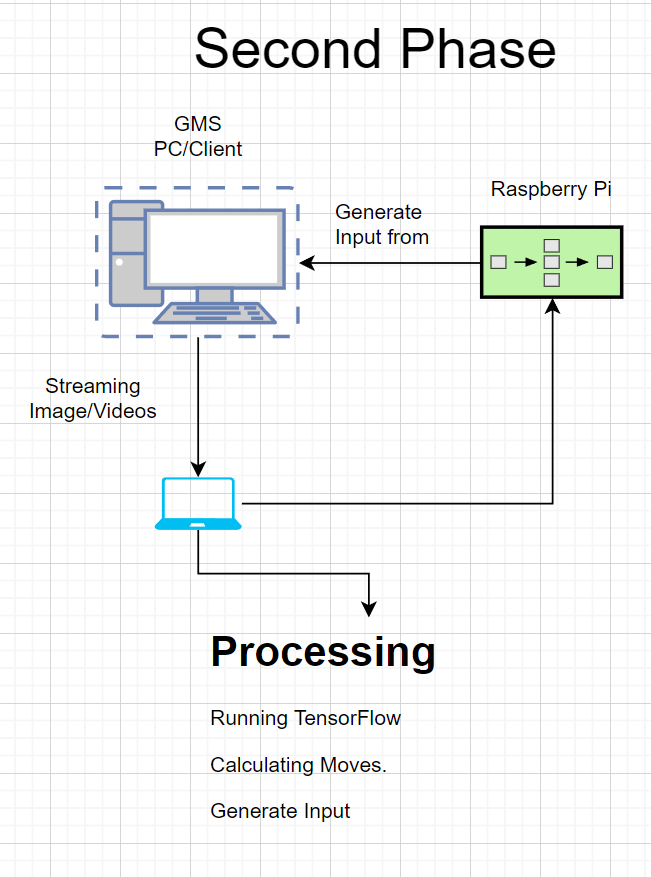 Second Phase
GMS
PC/Client
Raspberry Pi
Generate
Input from
Streaming
Image/Videos
Processing
Running TensorFlow
Calculating Moves.
Generate Input